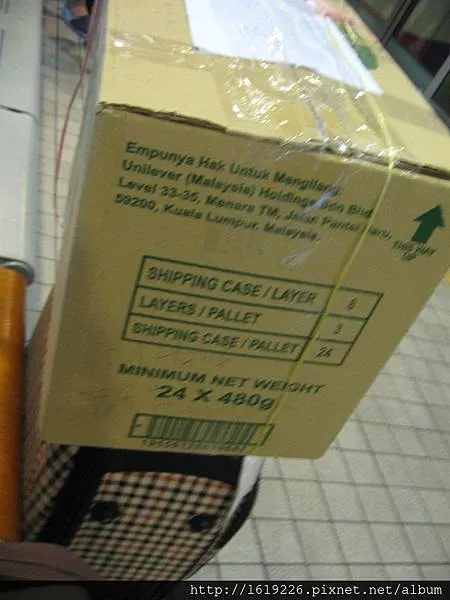 Empunya Hak Untuk Mengilang:
Unilever (Malaysia) Holdings Sdn Bhd
Level 33-35, Menara TM, Jalan Pantai Baru,
59200, Kuala Lumpur, Malaysia.
THIS WAY
UP
SHIPPING CASE / LAYER 8
LAYERS / PALLET 3
SHIPPING CASE / PALLET 24
MINIMUM NET WEIGHT
24 X 480g
http://1619226.pixnet.net/album